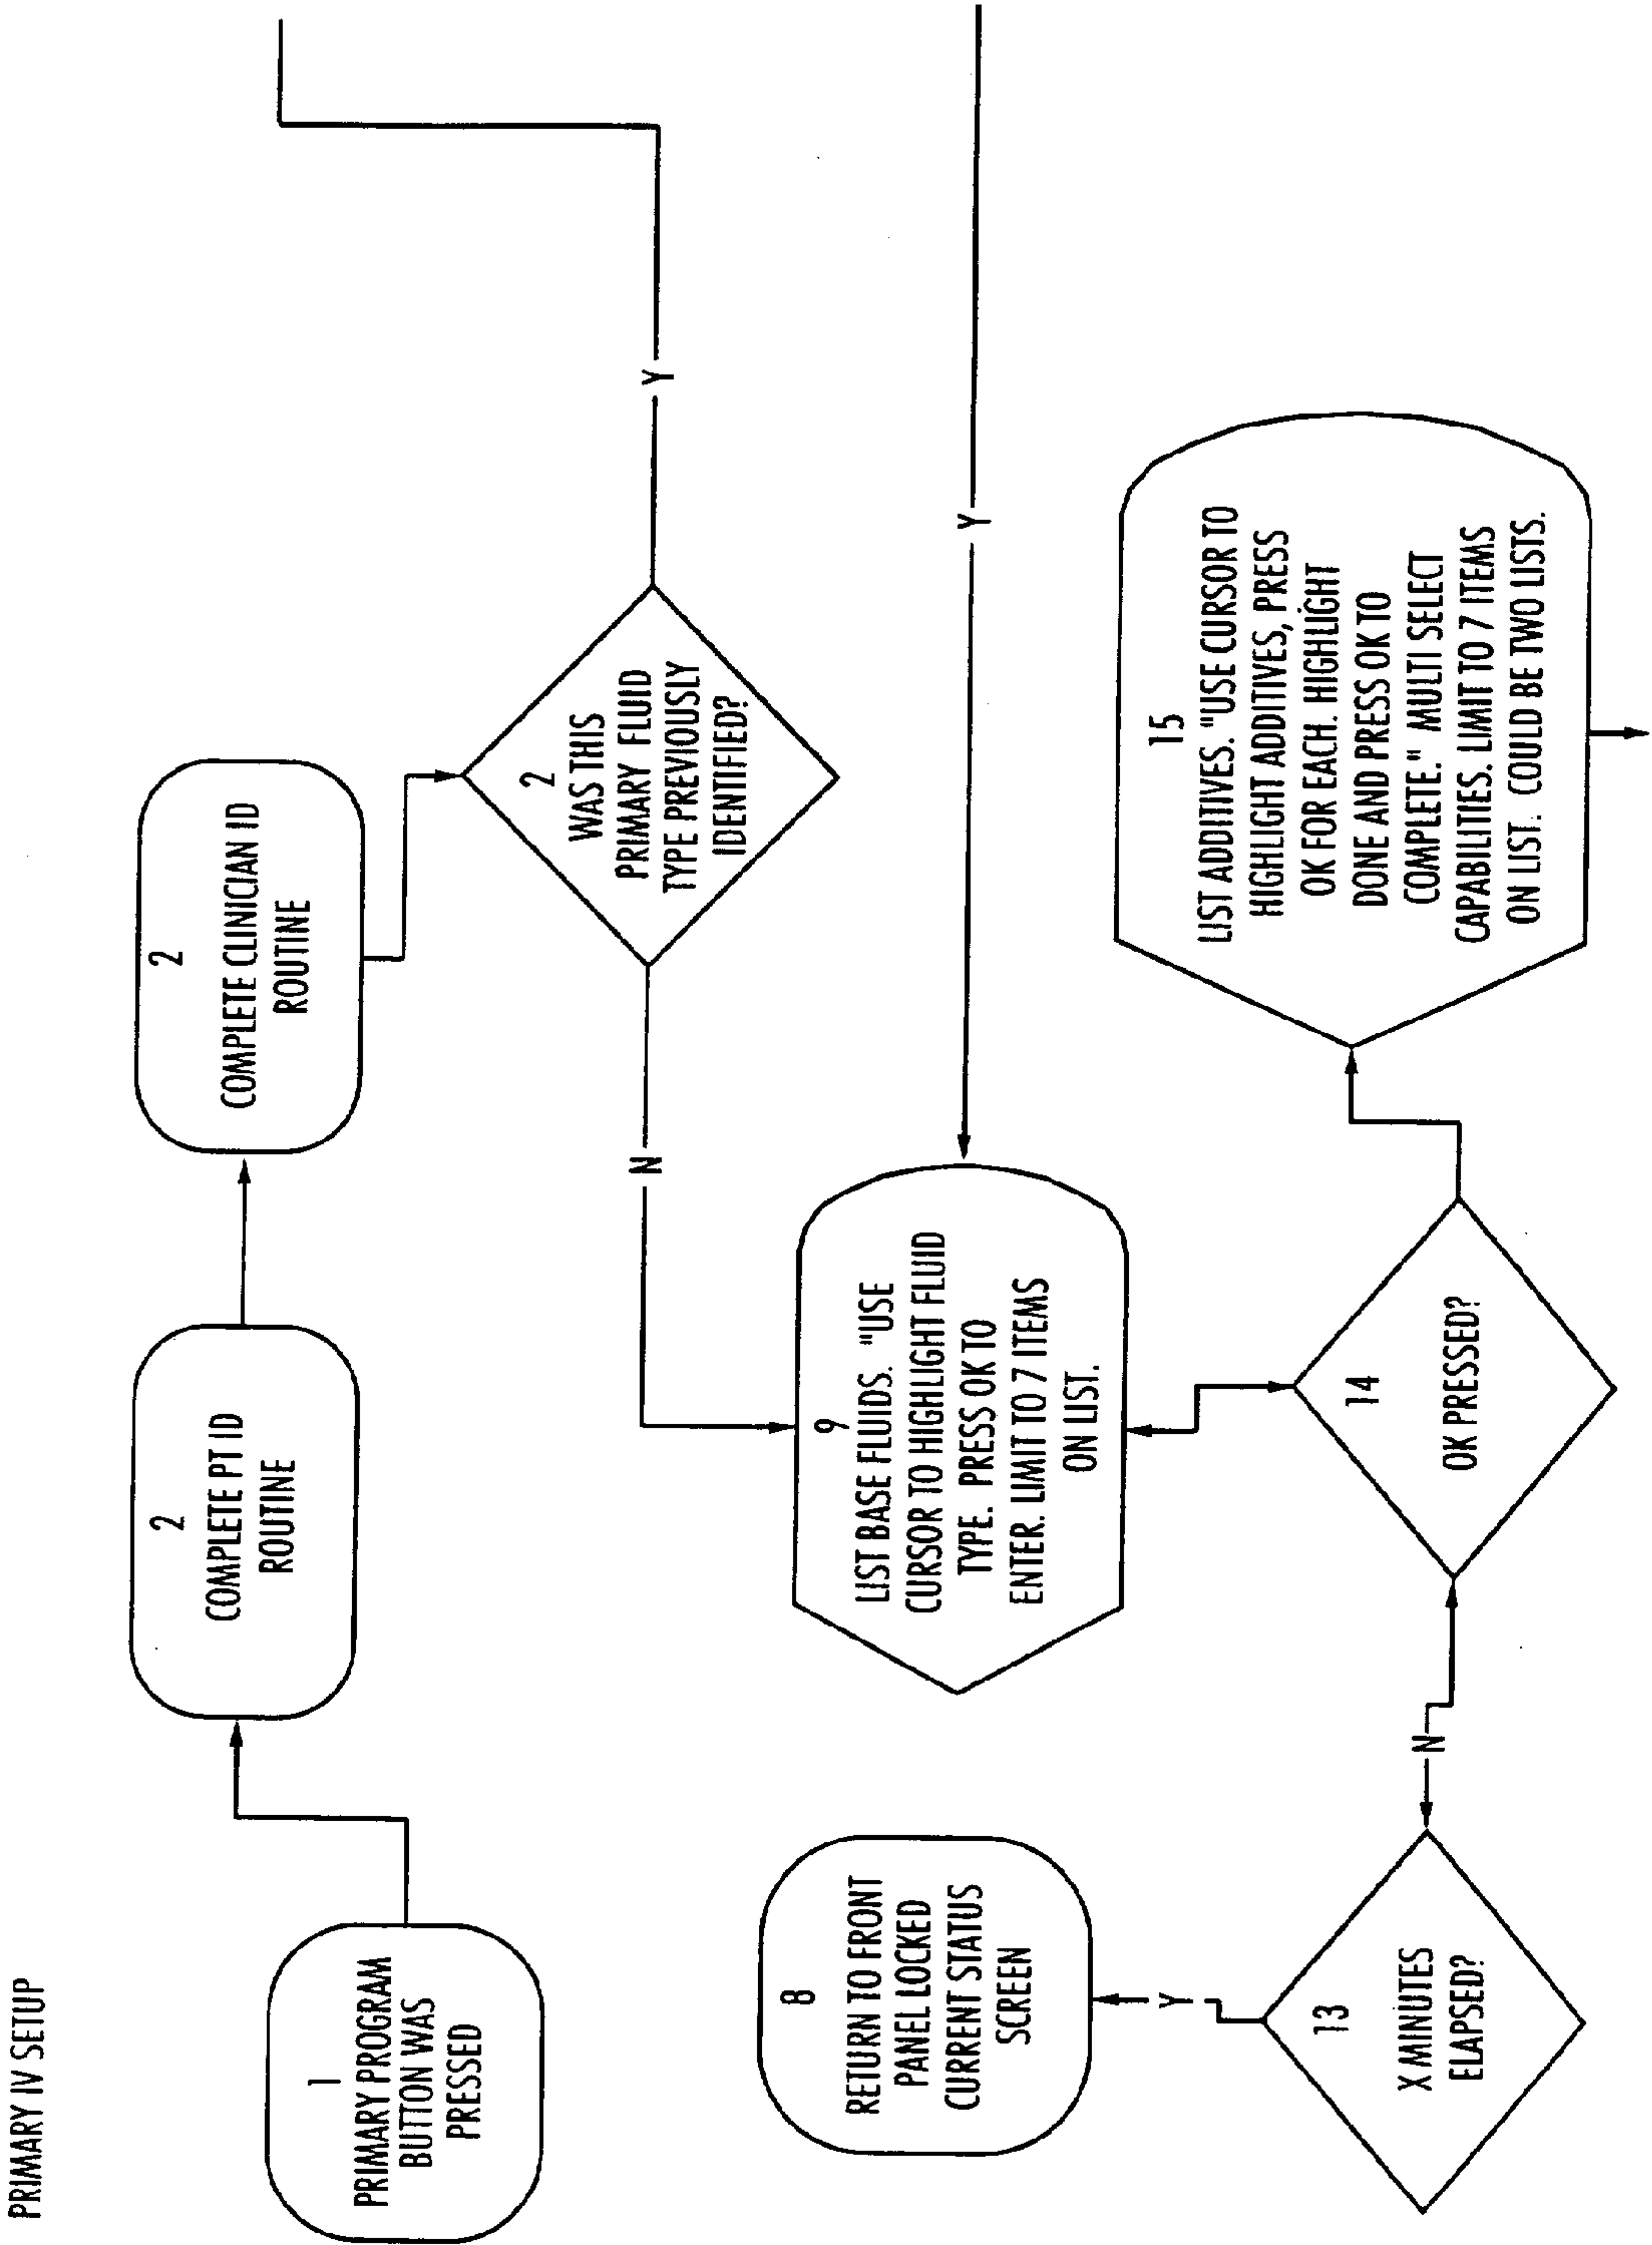 PRIMARY IV SETUP
1
PRIMARY PROGRAM
BUTTON WAS
PRESSED
2
COMPLETE PT ID
ROUTINE
2
COMPLETE CLINICIAN ID
ROUTINE
2
WAS THIS
PRIMARY FLUID
TYPE PREVIOUSLY
IDENTIFIED?
Y
N
Y
9
LIST BASE FLUIDS. "USE
CURSOR TO HIGHLIGHT FLUID
TYPE. PRESS OK TO
ENTER. LIMIT TO 7 ITEMS
ON LIST.
8
RETURN TO FRONT
PANEL LOCKED
CURRENT STATUS
SCREEN
Y
13
X MINUTES
ELAPSED?
N
14
OK PRESSED?
15
LIST ADDITIVES. "USE CURSOR TO
HIGHLIGHT ADDITIVES, PRESS
OK FOR EACH. HIGHLIGHT
DONE AND PRESS OK TO
COMPLETE." MULTI SELECT
CAPABILITIES. LIMIT TO 7 ITEMS
ON LIST. COULD BE TWO LISTS.